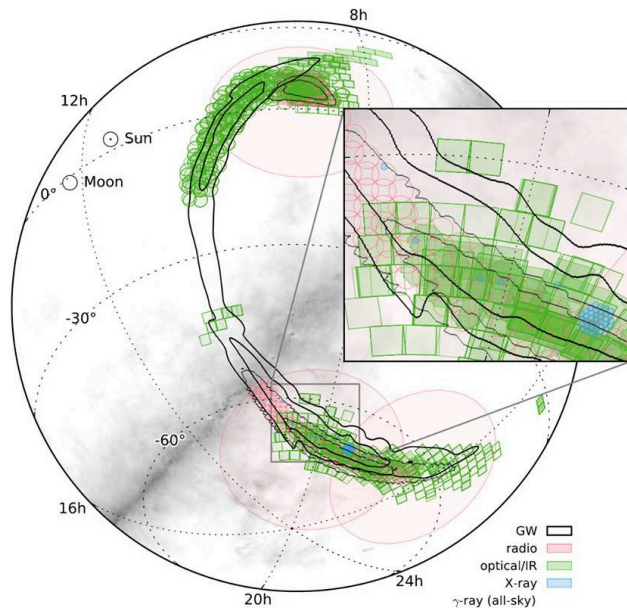 8h
12h
Sun
Moon
0°
-30°
-60°
16h
20h
24h
GW
radio
optical/IR
X-ray
γ-ray (all-sky)